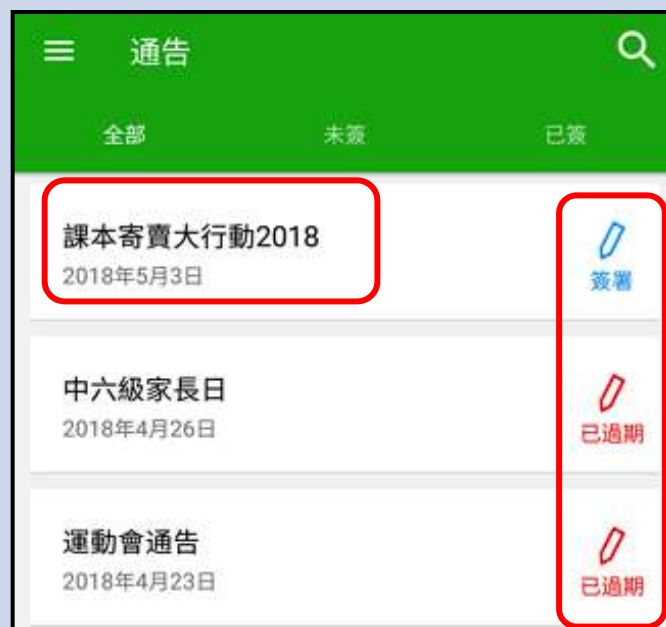 通告
全部 未簽 已簽
課本寄賣大行動2018
2018年5月3日
簽署
中六級家長日
2018年4月26日
已過期
運動會通告
2018年4月23日
已過期